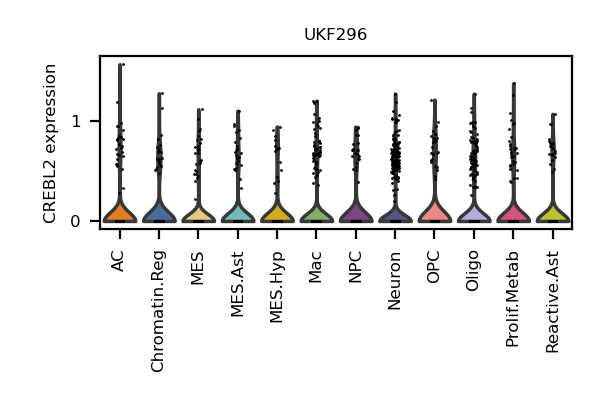 UKF296
CREBL2 expression
1
0
AC
Chromatin.Reg
MES
MES.Ast
MES.Hyp
Mac
NPC
Neuron
OPC
Oligo
Prolif.Metab
Reactive.Ast